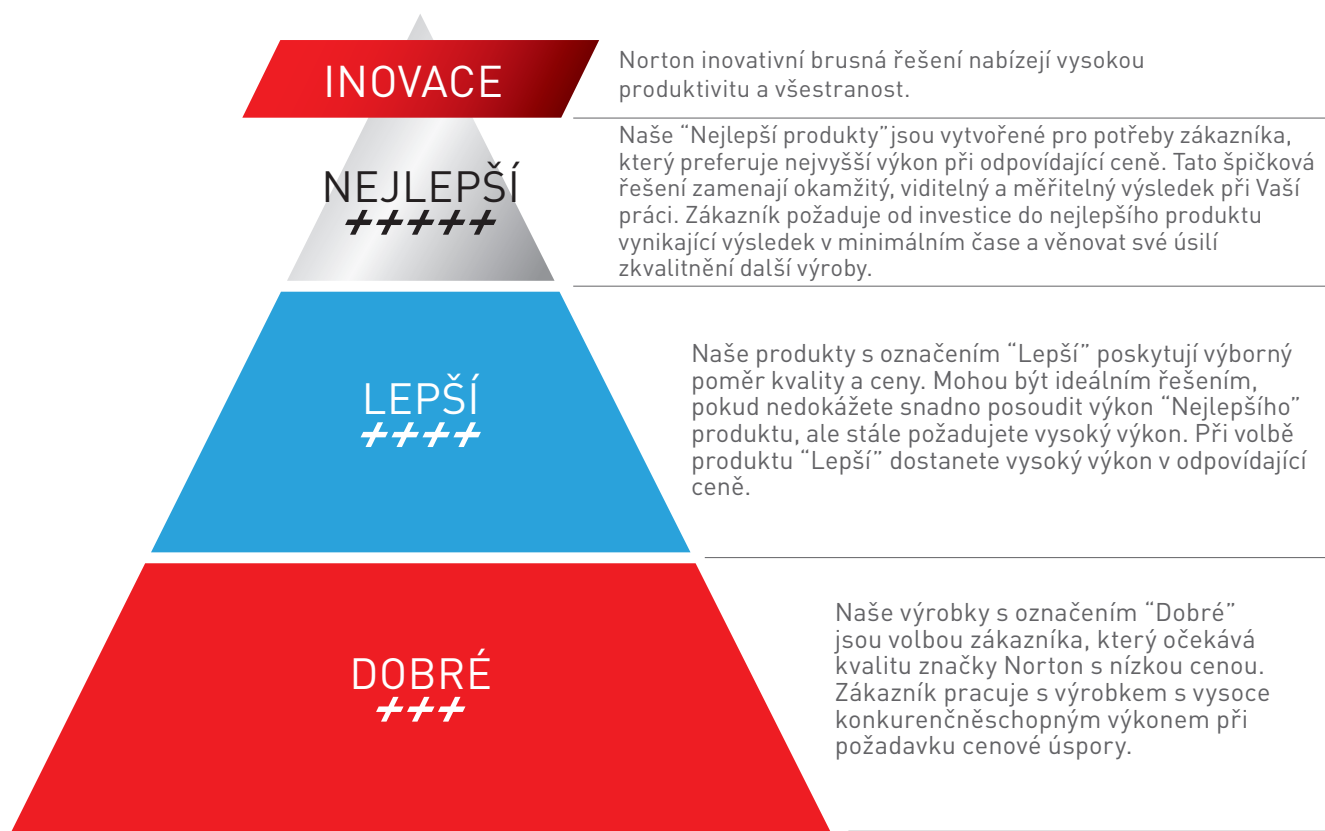 INOVACE
Norton inovativní brusná řešení nabízejí vysokou
produktivitu a všestranost.
NEJLEPŠÍ
+++++
Naše “Nejlepší produkty”jsou vytvořené pro potřeby zákazníka,
který preferuje nejvyšší výkon při odpovídající ceně. Tato špičková
řešení zamenají okamžitý, viditelný a měřitelný výsledek při Vaší
práci. Zákazník požaduje od investice do nejlepšího produktu
vynikající výsledek v minimálním čase a věnovat své úsilí
zkvalitnění další výroby.
LEPŠÍ
++++
Naše produkty s označením “Lepší” poskytují výborný
poměr kvality a ceny. Mohou být ideálním řešením,
pokud nedokážete snadno posoudit výkon “Nejlepšího”
produktu, ale stále požadujete vysoký výkon. Při volbě
produktu “Lepší” dostanete vysoký výkon v odpovídající
ceně.
DOBRÉ
+++
Naše výrobky s označením “Dobré”
jsou volbou zákazníka, který očekává
kvalitu značky Norton s nízkou cenou.
Zákazník pracuje s výrobkem s vysoce
konkurenčněschopným výkonem při
požadavku cenové úspory.